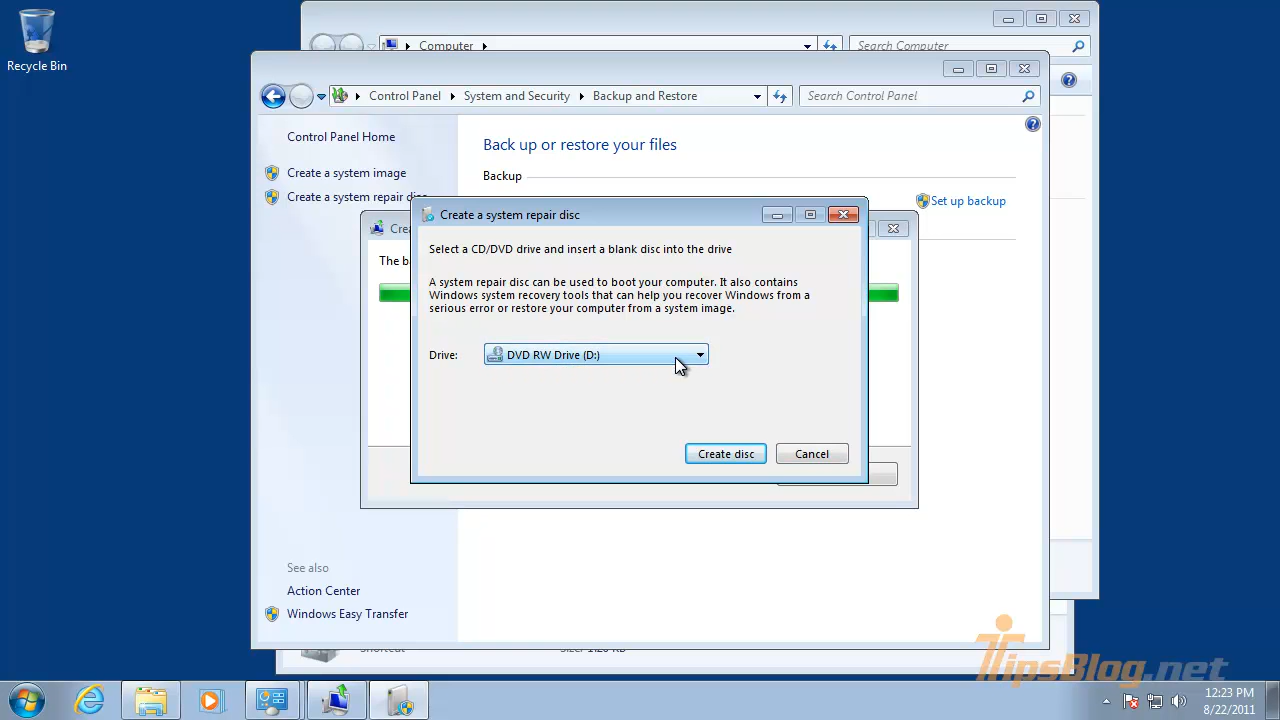 Recycle Bin
Computer
Search Computer
Control Panel
System and Security
Backup and Restore
Search Control Panel
Control Panel Home
Create a system image
Create a system repair disc
Back up or restore your files
Backup
Set up backup
Crea
The b
Create a system repair disc
Select a CD/DVD drive and insert a blank disc into the drive
A system repair disc can be used to boot your computer. It also contains
Windows system recovery tools that can help you recover Windows from a
serious error or restore your computer from a system image.
Drive:
DVD RW Drive (D:)
Create disc
Cancel
See also
Action Center
Windows Easy Transfer
Shortcut
TipsBlog.net
12:23 PM
8/22/2011